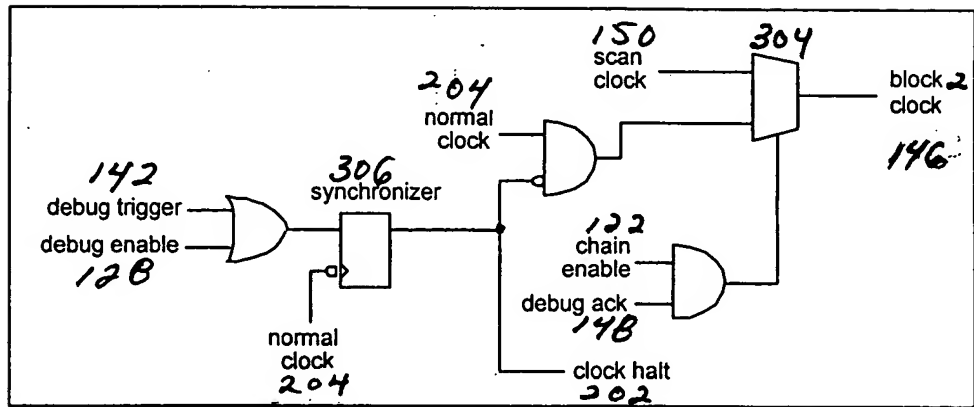 150
304
scan
clock
block 2
clock
204
normal
clock
146
142
306
synchronizer
debug trigger
debug enable
128
122
chain
enable
debug ack
148
normal
clock
204
clock halt
202